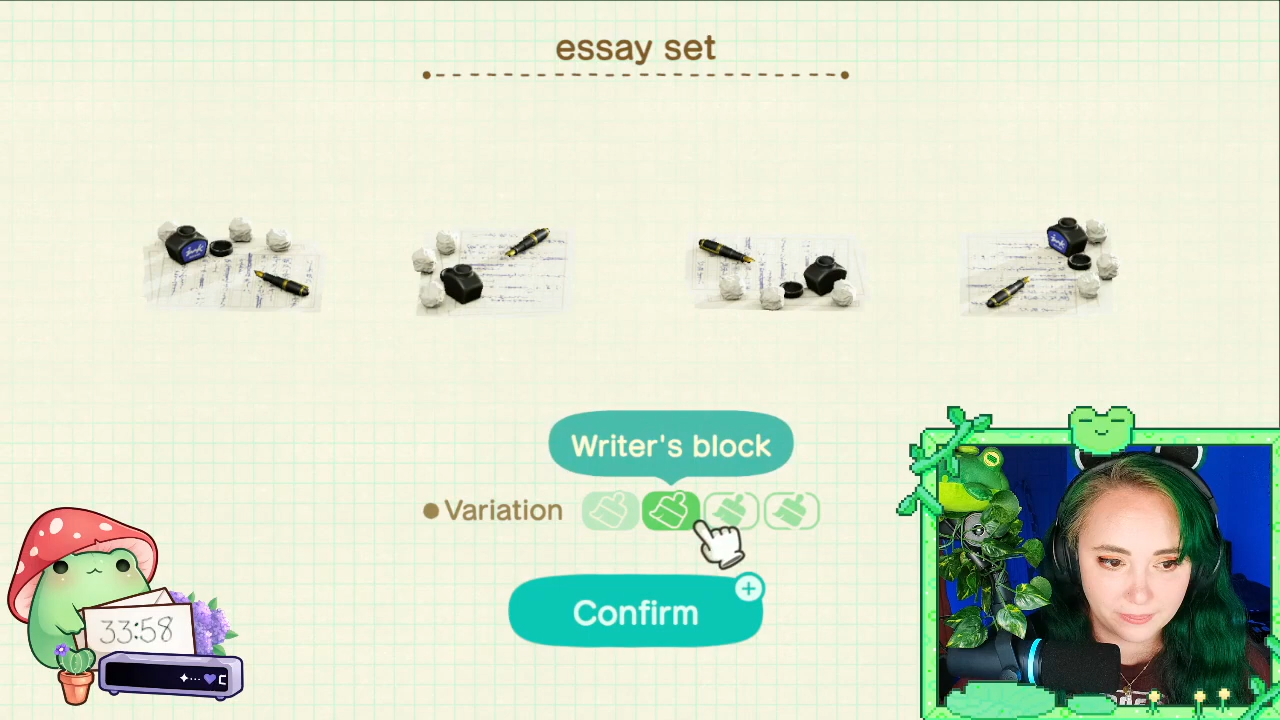 essay set
Writer's block
Variation
Confirm
33:58